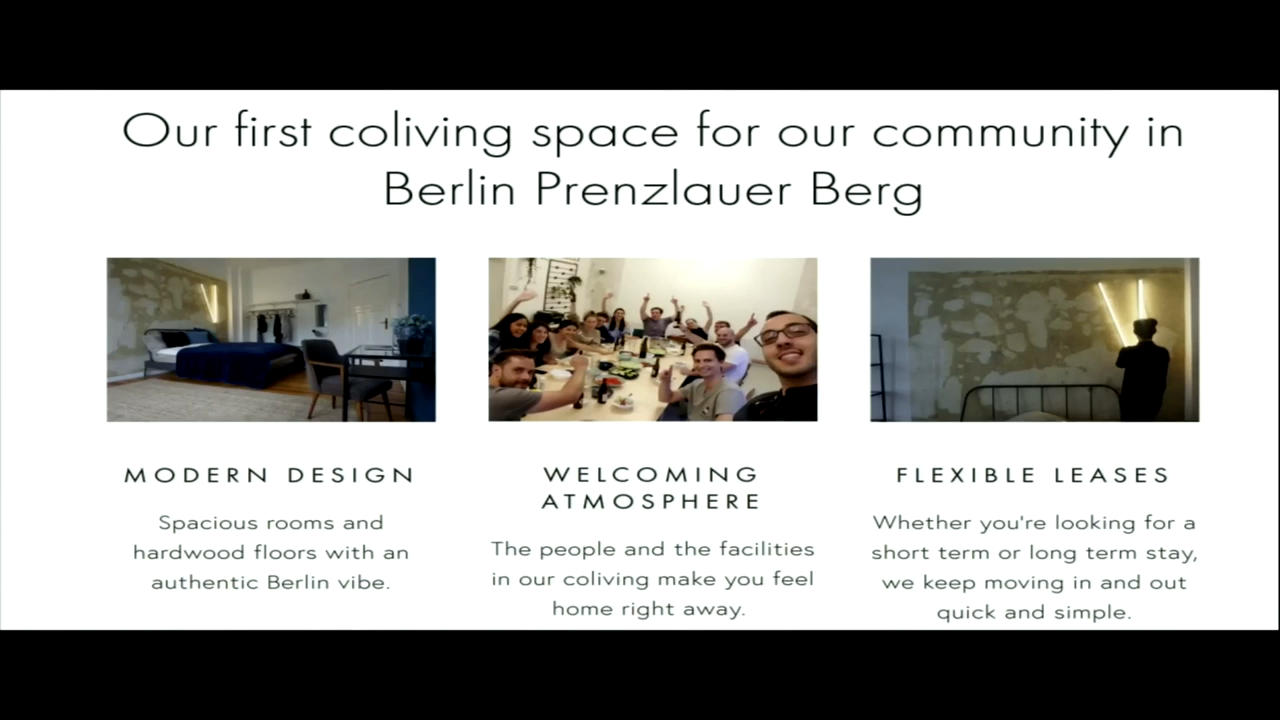 Our first coliving space for our community in
Berlin Prenzlauer Berg
MODERN DESIGN
Spacious rooms and
hardwood floors with an
authentic Berlin vibe.
WELCOMING
ATMOSPHERE
The people and the facilities
in our coliving make you feel
home right away.
FLEXIBLE LEASES
Whether you're looking for a
short term or long term stay,
we keep moving in and out
quick and simple.